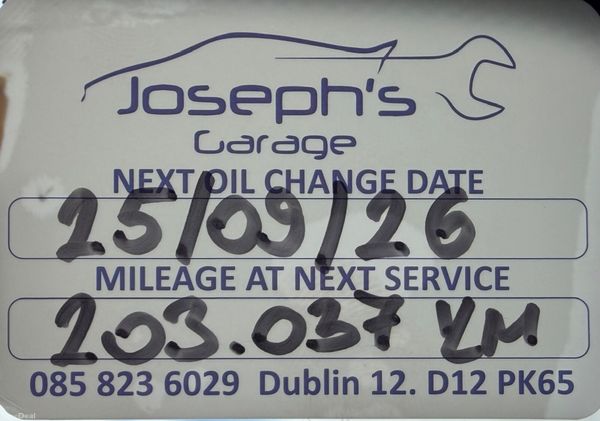 Joseph's
Garage
NEXT OIL CHANGE DATE
25/09/26
MILEAGE AT NEXT SERVICE
203.037 KM
085 823 6029 Dublin 12. D12 PK65